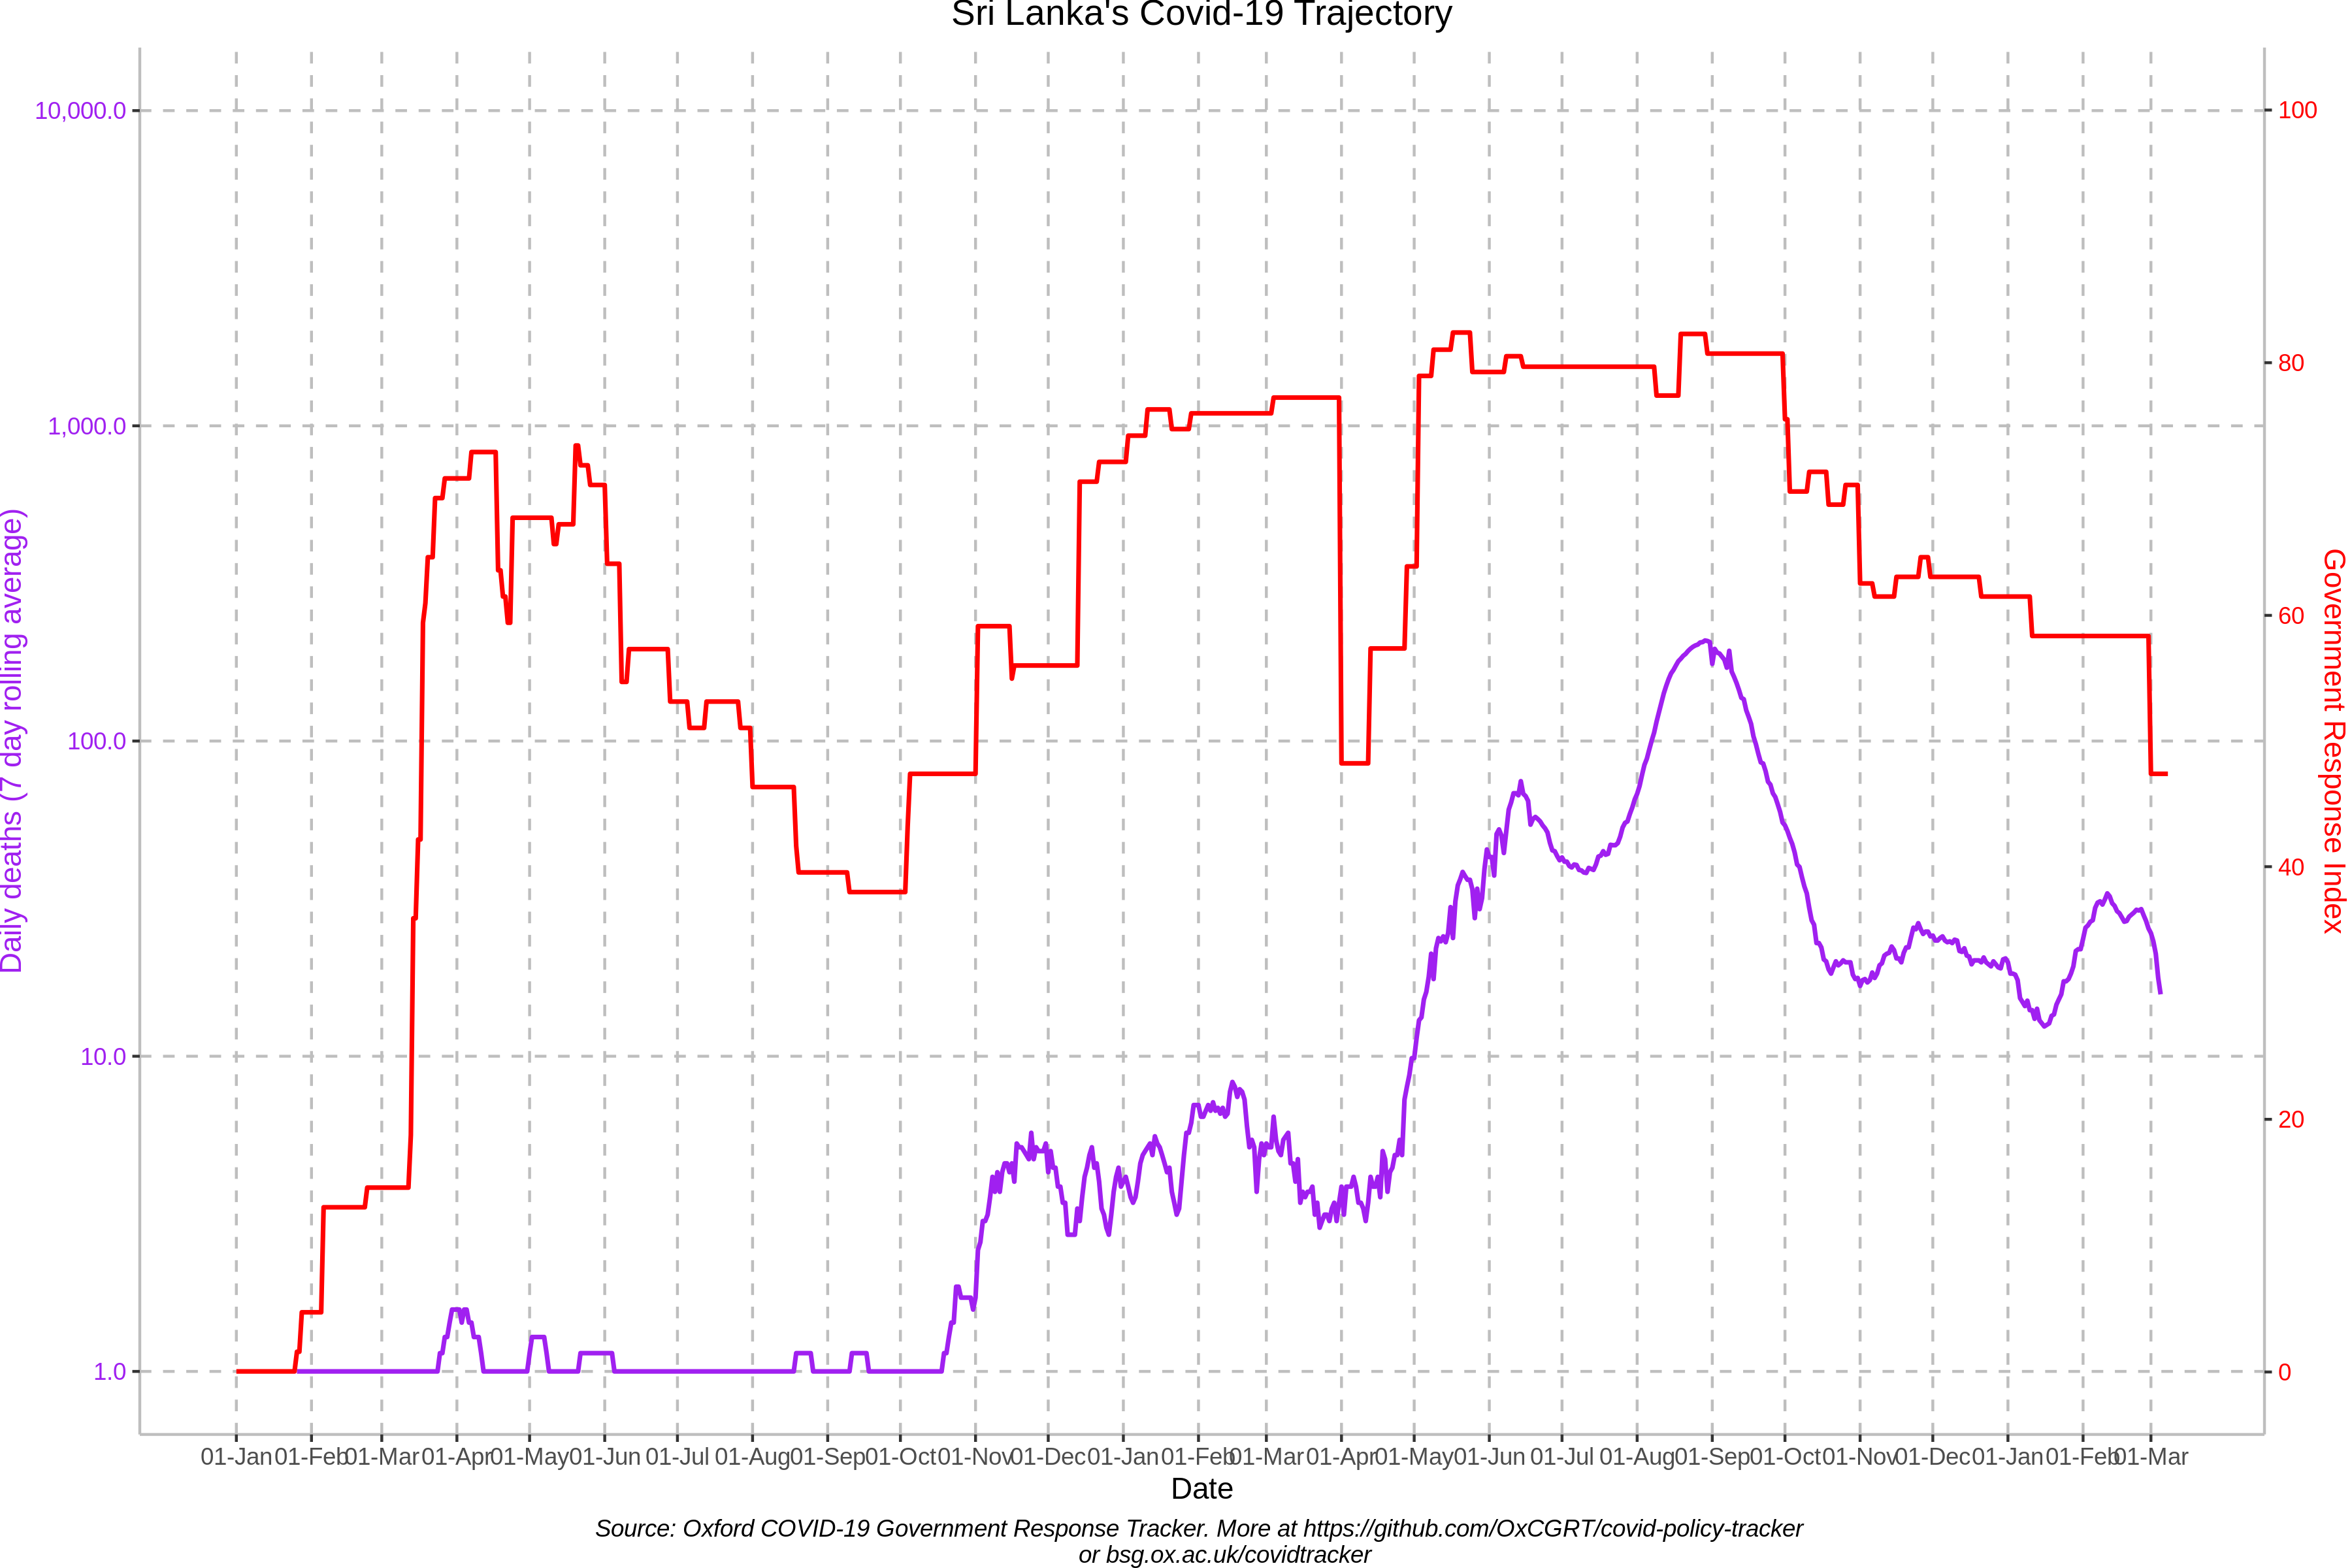 Sri Lanka's Covid-19 Trajectory
10,000.0
1,000.0
100.0
10.0
1.0
Daily deaths (7 day rolling average)
100
80
60
40
20
0
Government Response Index
01-Jan 01-Feb 01-Mar 01-Apr 01-May 01-Jun 01-Jul 01-Aug 01-Sep 01-Oct 01-Nov 01-Dec 01-Jan 01-Feb 01-Mar 01-Apr 01-May 01-Jun 01-Jul 01-Aug 01-Sep 01-Oct 01-Nov 01-Dec 01-Jan 01-Feb 01-Mar
Date
Source: Oxford COVID-19 Government Response Tracker. More at https://github.com/OxCGRT/covid-policy-tracker
or bsg.ox.ac.uk/covidtracker